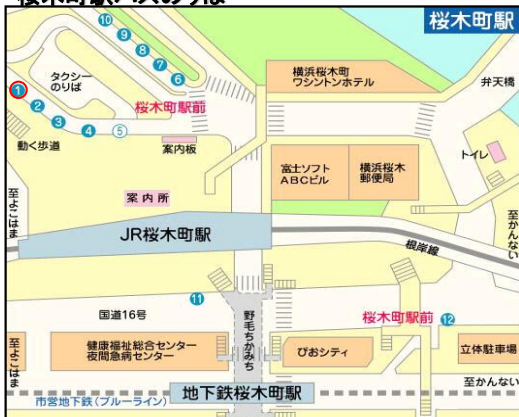 桜木町駅バスのりば
桜木町駅
⑩
⑨
⑧
⑦
⑥
タクシー
のりば
桜木町駅前
横浜桜木町
ワシントンホテル
弁天橋
①
②
③
④
⑤
動く歩道
案内板
トイレ
富士ソフト
ABCビル
横浜桜木
郵便局
至よこはま
案内所
JR桜木町駅
根岸線
至かんない
⑪
国道16号
野毛ちかみち
桜木町駅前
⑫
至よこはま
健康福祉総合センター
夜間急病センター
ぴおシティ
立体駐車場
地下鉄桜木町駅
至かんない
市営地下鉄(ブルーライン)